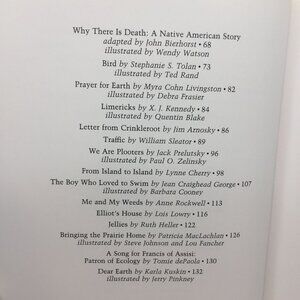 Why There Is Death: A Native American Story
adapted by John Bierhorst • 68
illustrated by Wendy Watson
Bird by Stephanie S. Tolan • 73
illustrated by Ted Rand
Prayer for Earth by Myra Cohn Livingston • 82
illustrated by Debra Frasier
Limericks by X. J. Kennedy • 84
illustrated by Quentin Blake
Letter from Crinkleroot by Jim Arnosky • 86
Traffic by William Sleator • 89
We Are Plooters by Jack Prelutsky • 96
illustrated by Paul O. Zelinsky
From Island to Island by Lynne Cherry • 98
The Boy Who Loved to Swim by Jean Craighead George • 107
illustrated by Barbara Cooney
Me and My Weeds by Anne Rockwell • 113
Elliot's House by Lois Lowry • 116
Jellies by Ruth Heller • 122
Bringing the Prairie Home by Patricia MacLachlan • 126
illustrated by Steve Johnson and Lou Fancher
A Song for Francis of Assisi:
Patron of Ecology by Tomie dePaola • 130
Dear Earth by Karla Kuskin • 132
illustrated by Jerry Pinkney